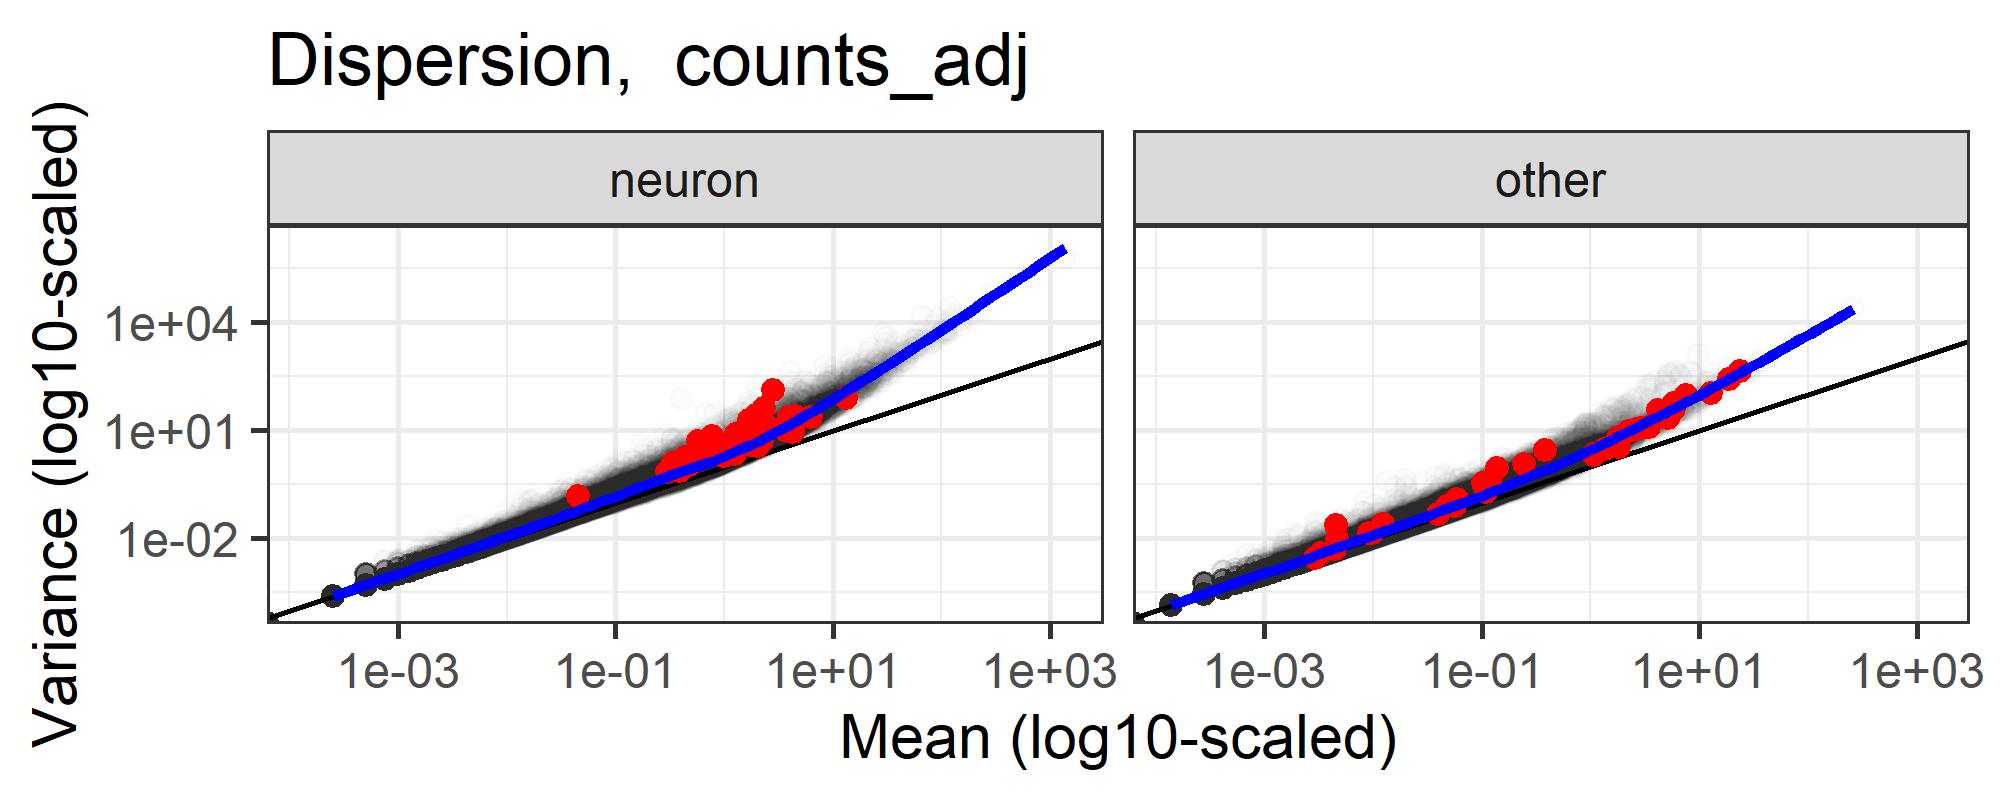 Dispersion,  counts_adj
neuron
other
Variance (log10-scaled)
1e+04
1e+01
1e-02
1e-03 1e-01 1e+01 1e+03
1e-03 1e-01 1e+01 1e+03
Mean (log10-scaled)